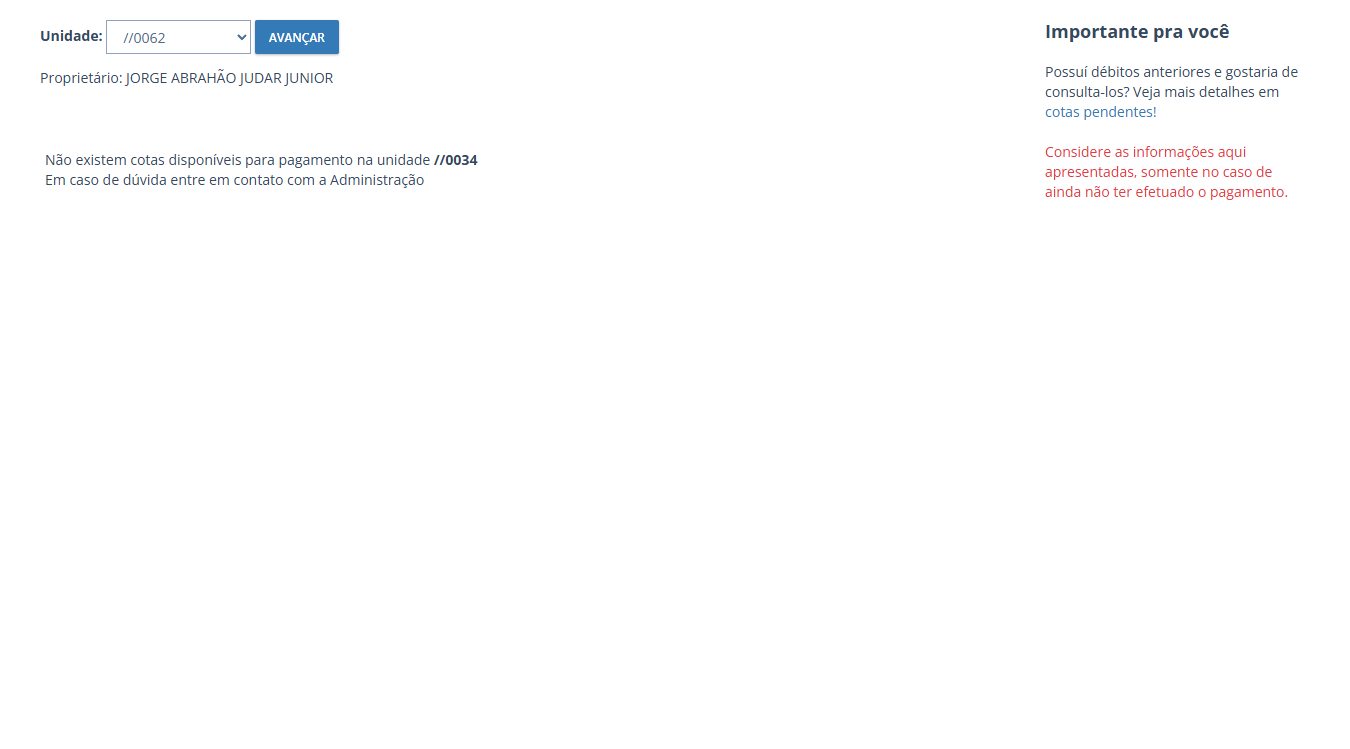 Unidade: //0062 AVANÇAR
Proprietário: JORGE ABRAHÃO JUDAR JUNIOR
Não existem cotas disponíveis para pagamento na unidade //0034
Em caso de dúvida entre em contato com a Administração
Importante pra você
Possuí débitos anteriores e gostaria de
consulta-los? Veja mais detalhes em
cotas pendentes!
Considere as informações aqui
apresentadas, somente no caso de
ainda não ter efetuado o pagamento.